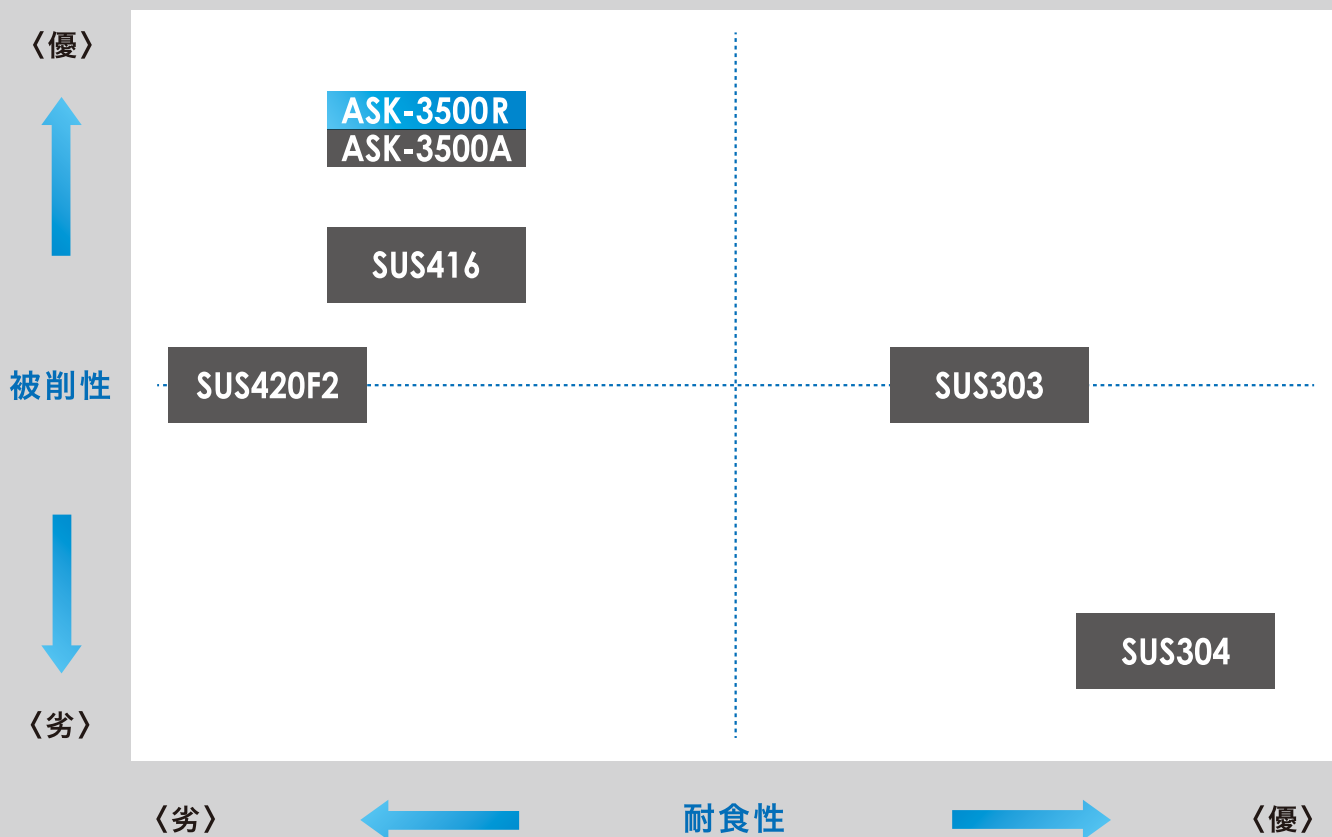 〈優〉
ASK-3500R
ASK-3500A
SUS416
被削性
SUS420F2
SUS303
SUS304
〈劣〉
〈劣〉
耐食性
〈優〉